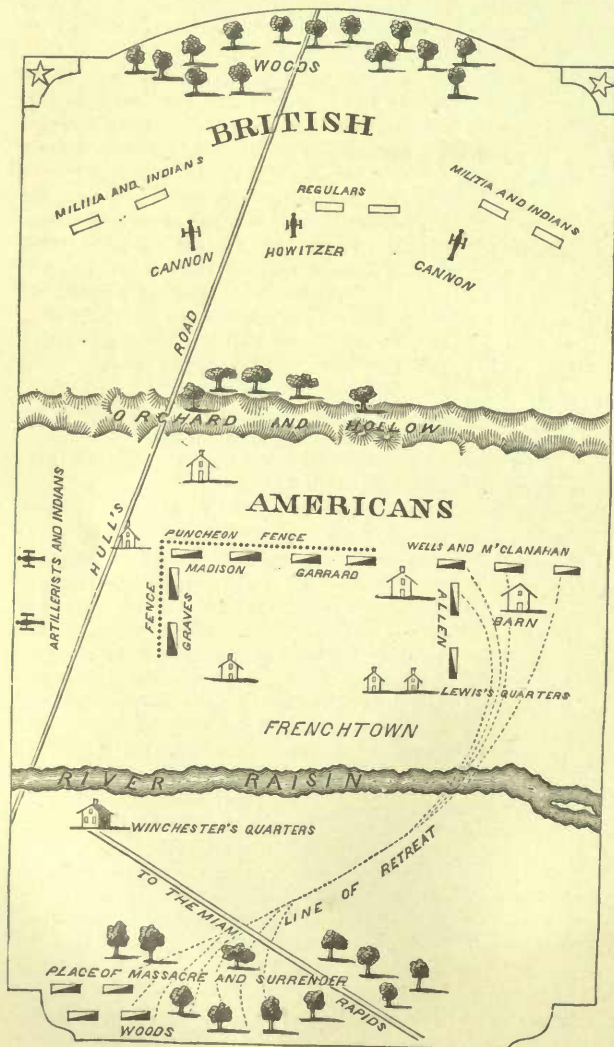 WOODS
BRITISH
MILITIA AND INDIANS
REGULARS
MILITIA AND INDIANS
CANNON
HOWITZER
CANNON
HULL'S ROAD
ORCHARD AND HOLLOW
AMERICANS
ARTILLERISTS AND INDIANS
PUNCHEON FENCE
WELLS AND M'CLANAHAN
MADISON
GARRARD
FENCE
GRAVES
ALLEN
BARN
LEWIS'S QUARTERS
FRENCHTOWN
RIVER RAISIN
WINCHESTER'S QUARTERS
LINE OF RETREAT
TO THE MIAMI RAPIDS
PLACE OF MASSACRE AND SURRENDER
WOODS